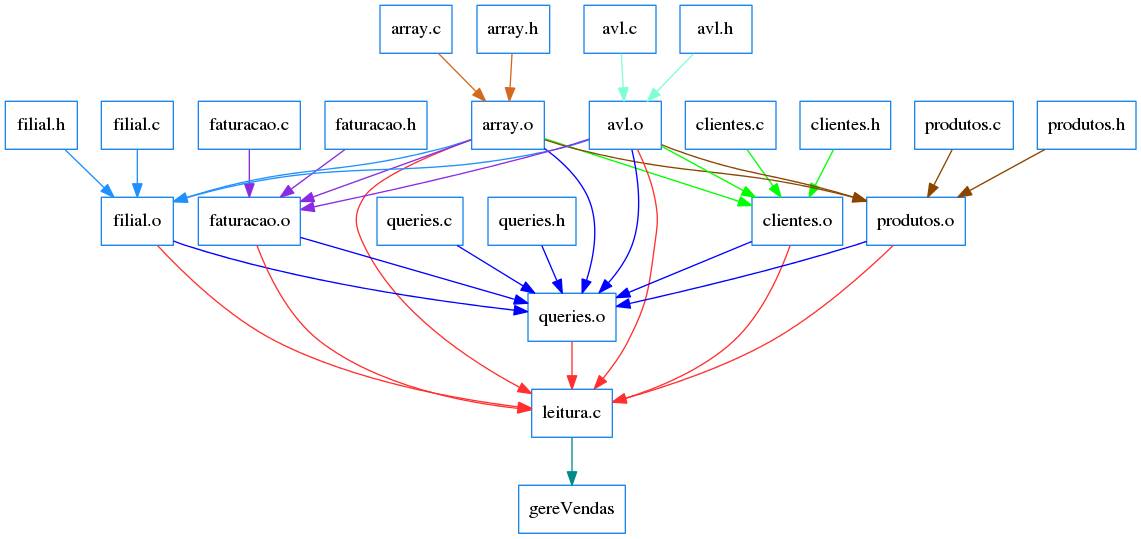 array.c
array.h
avl.c
avl.h
filial.h
filial.c
faturacao.c
faturacao.h
array.o
avl.o
clientes.c
clientes.h
produtos.c
produtos.h
filial.o
faturacao.o
queries.c
queries.h
clientes.o
produtos.o
queries.o
leitura.c
gereVendas